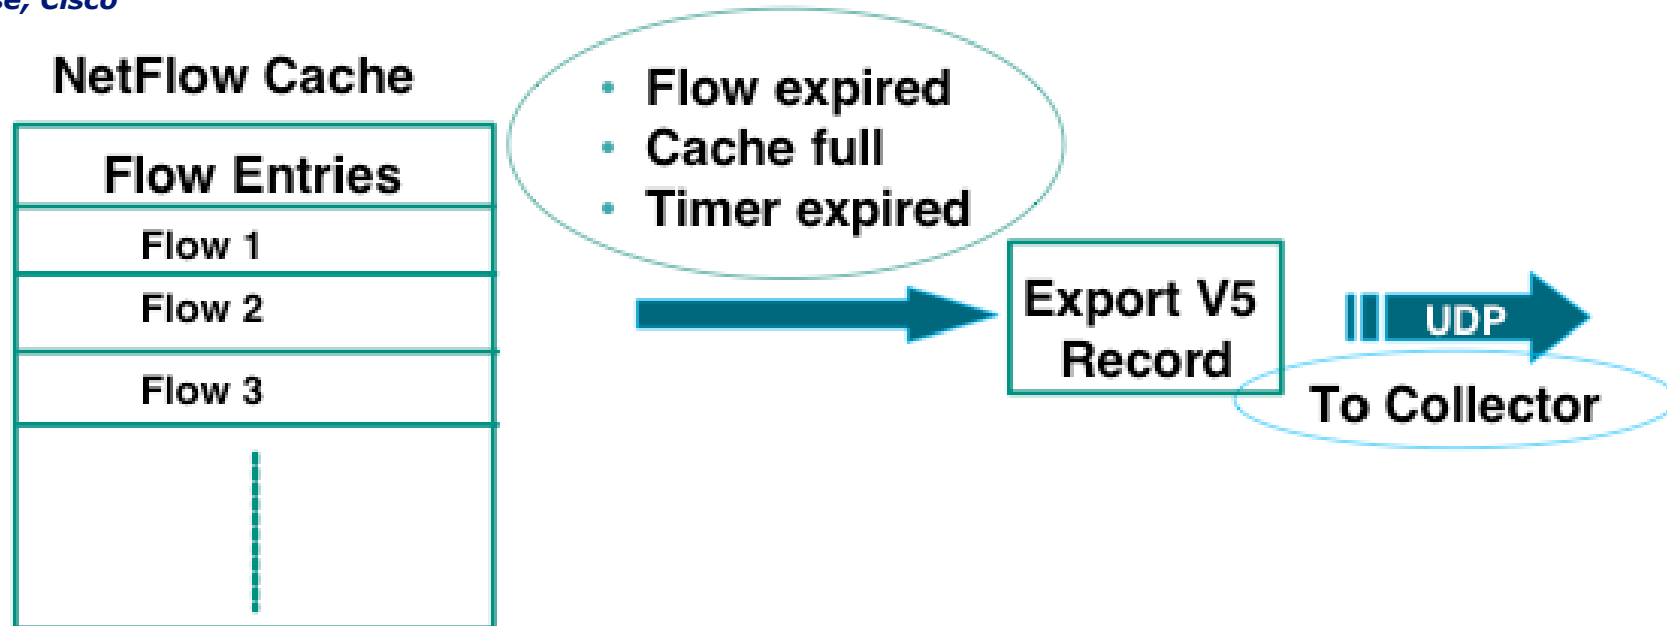 Cisco
NetFlow Cache
Flow Entries
Flow 1
Flow 2
Flow 3
• Flow expired
• Cache full
• Timer expired
Export V5
Record
UDP
To Collector